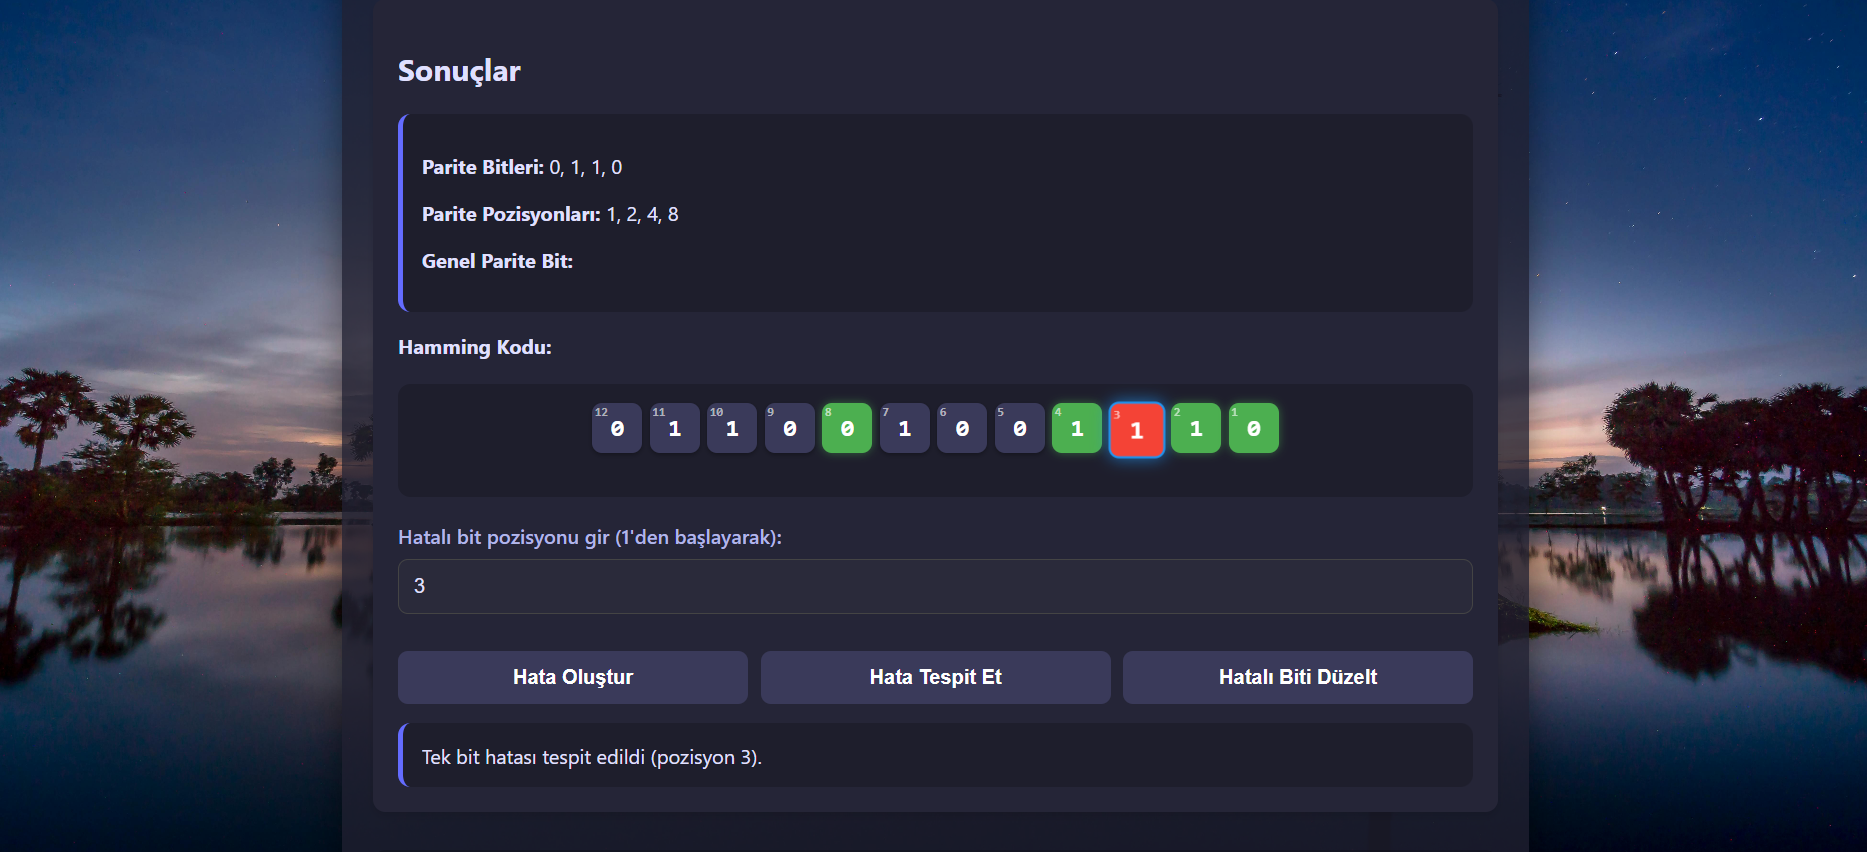 Sonuçlar
Parite Bitleri: 0, 1, 1, 0
Parite Pozisyonları: 1, 2, 4, 8
Genel Parite Bit:
Hamming Kodu:
12 11 10 9 8 7 6 5 4 3 2 1
0 1 1 0 0 1 0 0 1 1 1 0
Hatalı bit pozisyonu gir (1'den başlayarak):
3
Hata Oluştur Hata Tespit Et Hatalı Biti Düzelt
Tek bit hatası tespit edildi (pozisyon 3).